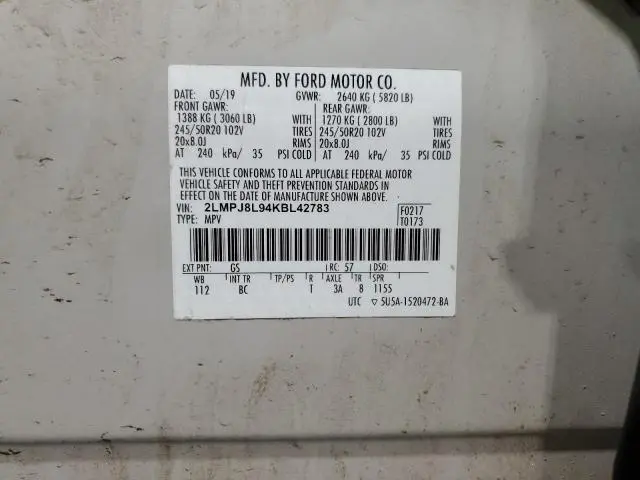 MFD. BY FORD MOTOR CO.
DATE: 05/19 GVWR: 2640 KG ( 5820 LB)
FRONT GAWR: REAR GAWR:
1388 KG ( 3060 LB) WITH 1270 KG ( 2800 LB) WITH
245/50R20 102V TIRES 245/50R20 102V TIRES
20x8.0J RIMS 20x8.0J RIMS
AT 240 kPa/ 35 PSI COLD AT 240 kPa/ 35 PSI COLD
THIS VEHICLE CONFORMS TO ALL APPLICABLE FEDERAL MOTOR
VEHICLE SAFETY AND THEFT PREVENTION STANDARDS IN
EFFECT ON THE DATE OF MANUFACTURE SHOWN ABOVE.
VIN: 2LMPJ8L94KBL42783 F0217
TYPE: MPV T0173
EXT PNT: GS RC: 57 DSO:
WB INT TR TP/PS R AXLE TR SPR
112 BC T 3A 8 1155
UTC ▽ 5U5A-1520472-BA